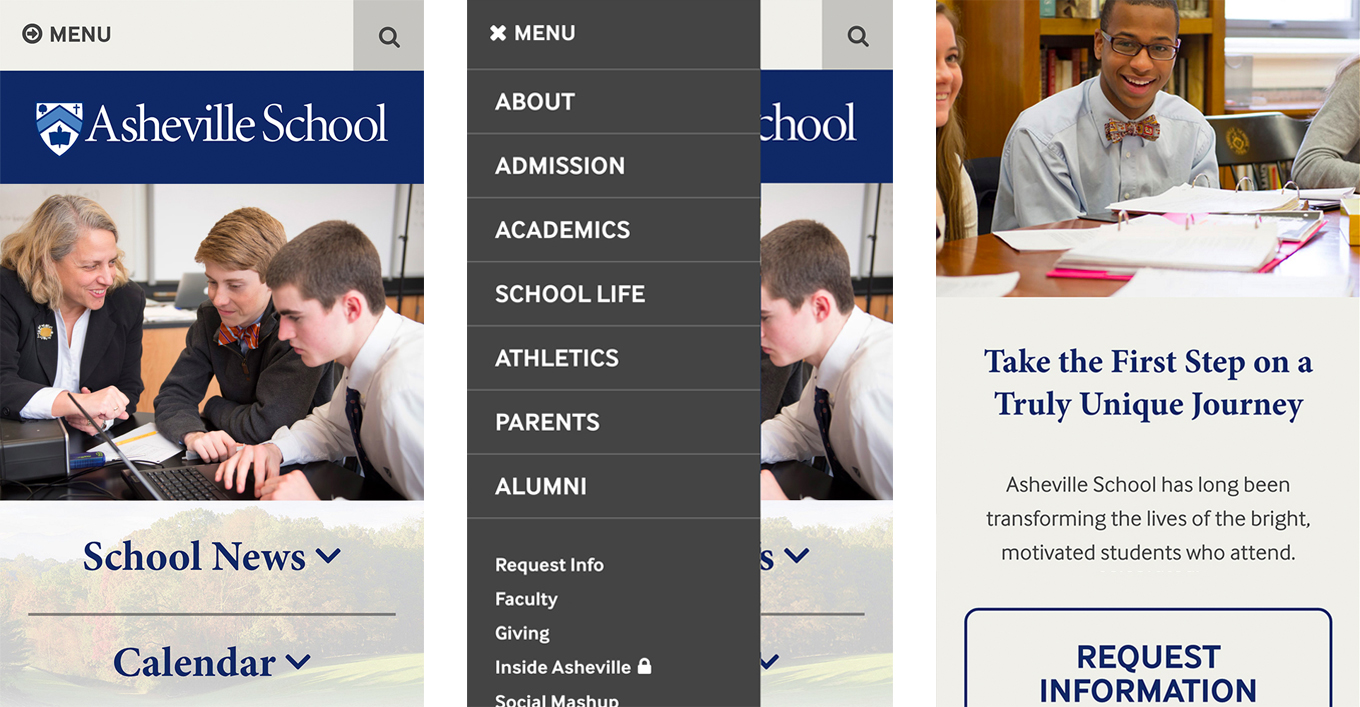 MENU
Asheville School
School News
Calendar
MENU
ABOUT
ADMISSION
ACADEMICS
SCHOOL LIFE
ATHLETICS
PARENTS
ALUMNI
Request Info
Faculty
Giving
Inside Asheville
Social Mashup
chool
s
Take the First Step on a
Truly Unique Journey
Asheville School has long been
transforming the lives of the bright,
motivated students who attend.
REQUEST
INFORMATION